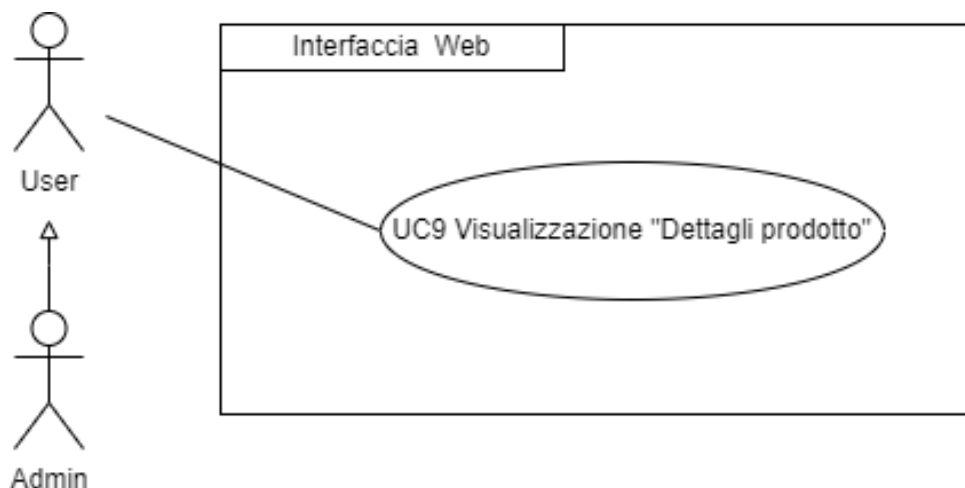 Interfaccia Web
User
UC9 Visualizzazione "Dettagli prodotto"
Admin